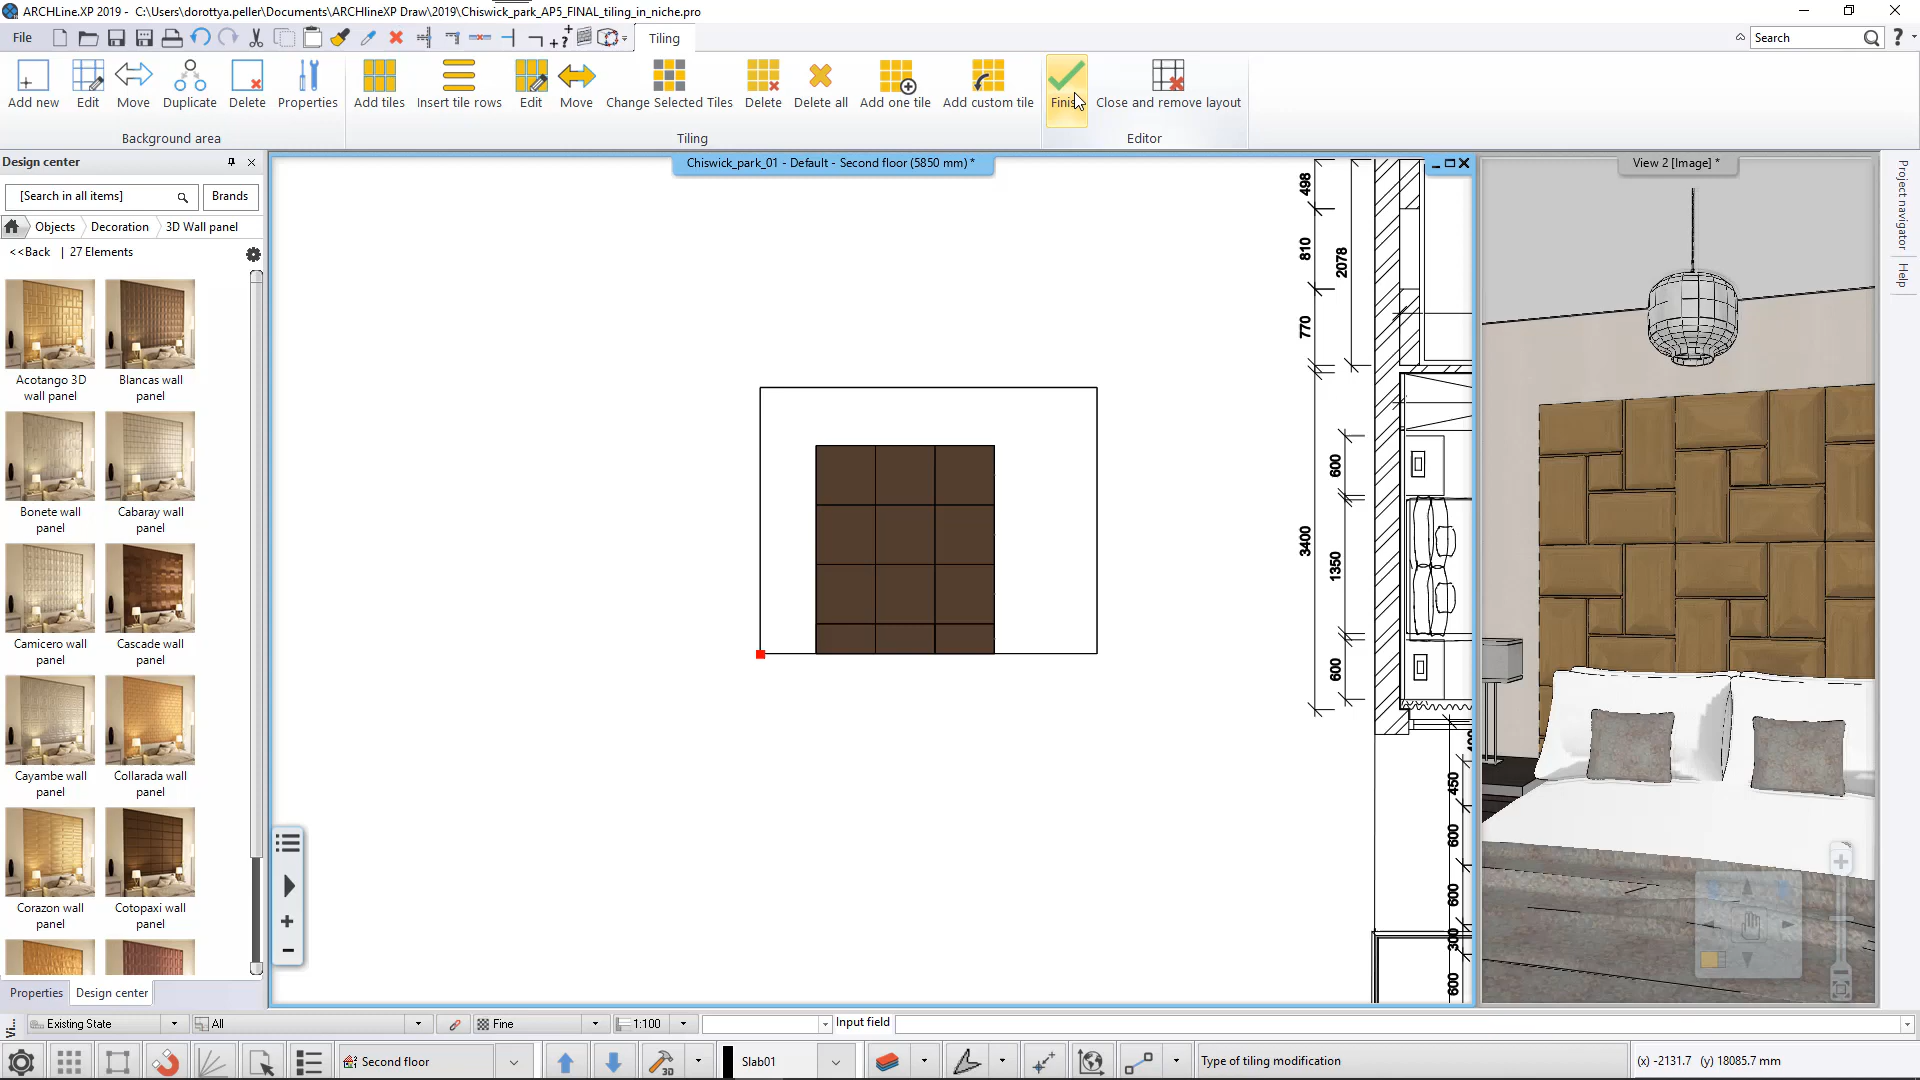 ARCHLine.XP 2019 - C:\Users\dorottya.peller\Documents\ARCHlineXP Draw\2019\Chiswick_park_AP5_FINAL_tiling_in_niche.pro
File
Tiling
Search
?
Add new
Edit
Move
Duplicate
Delete
Properties
Add tiles
Insert tile rows
Edit
Move
Change Selected Tiles
Delete
Delete all
Add one tile
Add custom tile
Close and remove layout
Background area
Tiling
Editor
Design center
Chiswick_park_01 - Default - Second floor (5850 mm) *
View 2 [Image] *
[Search in all items]
Brands
Objects
Decoration
3D Wall panel
<<Back | 27 Elements
Project navigator
Help
Acotango 3D
wall panel
Blancas wall
panel
Bonete wall
panel
Cabaray wall
panel
Camicero wall
panel
Cascade wall
panel
Cayambe wall
panel
Collarada wall
panel
Corazon wall
panel
Cotopaxi wall
panel
498
810
2078
770
600
3400
1350
600
450
600
600
300
600
Properties
Design center
Existing State
All
Fine
1:100
Input field
Second floor
3D
Slab01
Type of tiling modification
(x) -2131.7 (y) 18085.7 mm